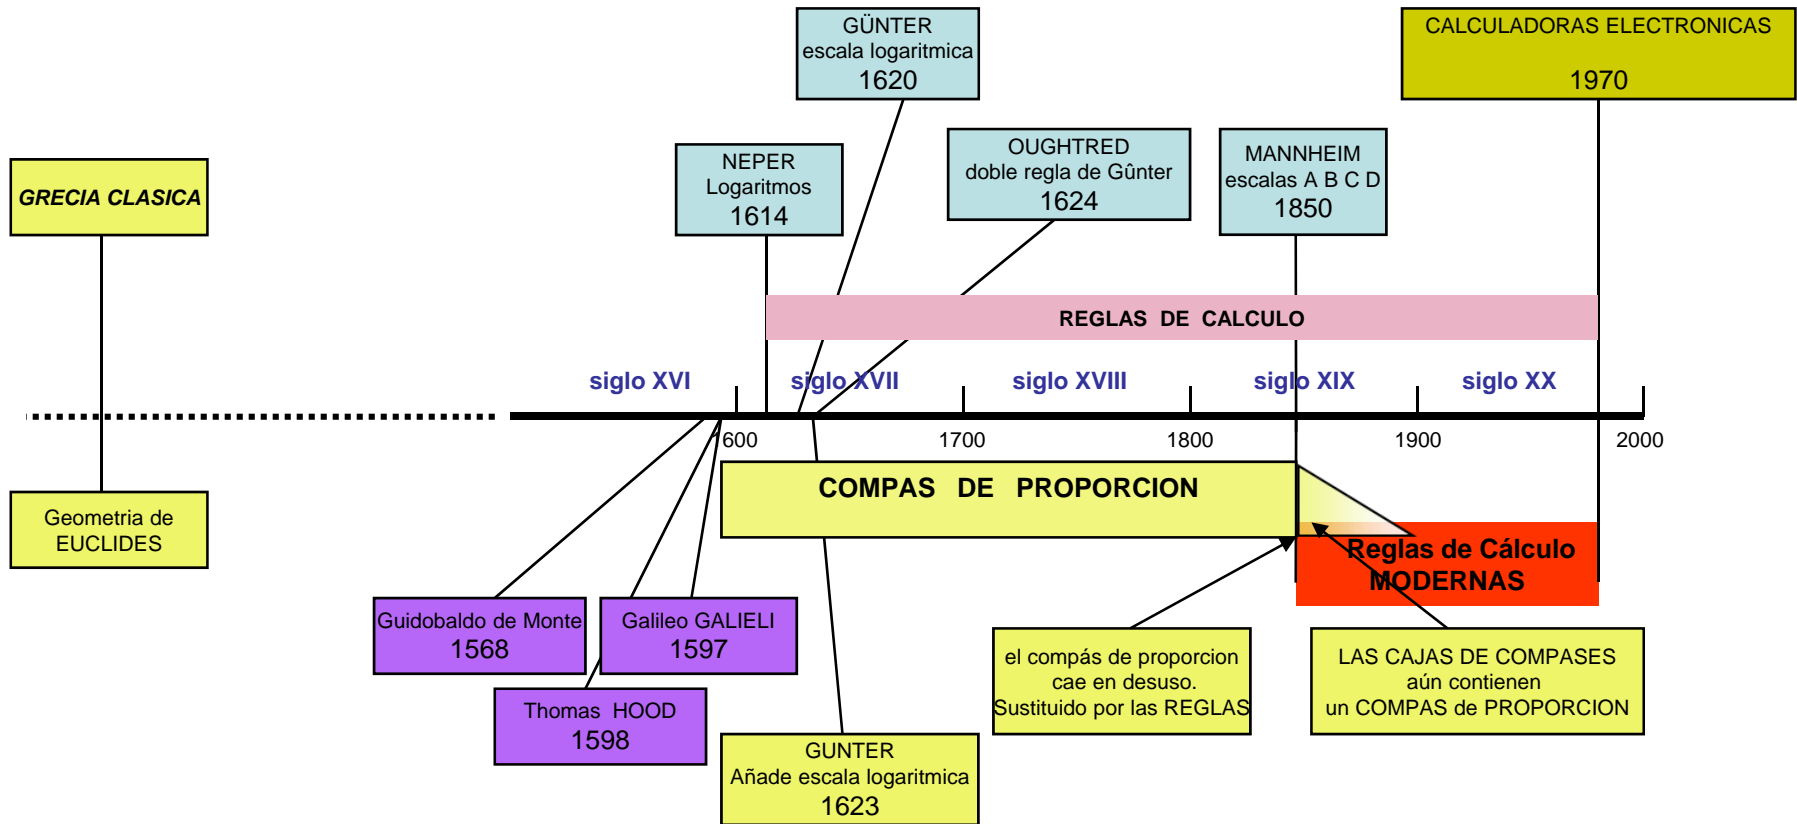 GÜNTER
escala logaritmica
1620
CALCULADORAS ELECTRONICAS
1970
NEPER
Logaritmos
1614
OUGHTRED
doble regla de Gûnter
1624
MANNHEIM
escalas A B C D
1850
GRECIA CLASICA
REGLAS DE CALCULO
siglo XVI
siglo XVII
siglo XVIII
siglo XIX
siglo XX
1600
1700
1800
1900
2000
COMPAS DE PROPORCION
Geometria de
EUCLIDES
Reglas de Cálculo
MODERNAS
Guidobaldo de Monte
1568
Galileo GALIELI
1597
Thomas HOOD
1598
GUNTER
Añade escala logaritmica
1623
el compás de proporcion
cae en desuso.
Sustituido por las REGLAS
LAS CAJAS DE COMPASES
aún contienen
un COMPAS de PROPORCION